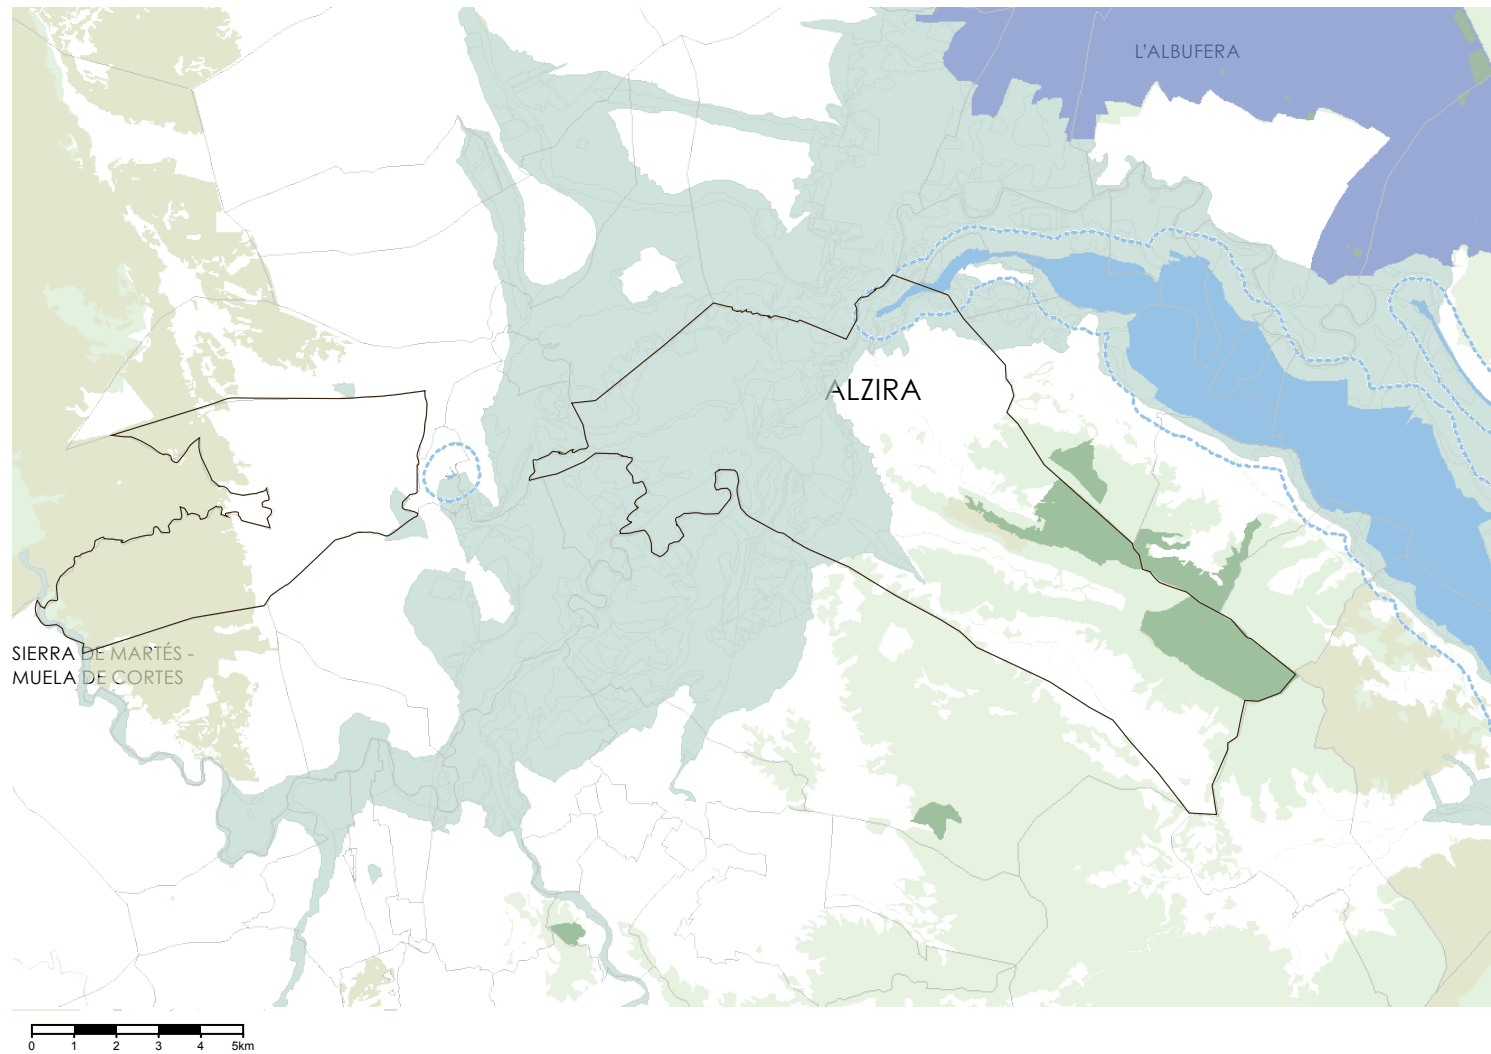 L'ALBUFERA
ALZIRA
SIERRA DE MARTÉS -
MUELA DE CORTES
0 1 2 3 4 5km